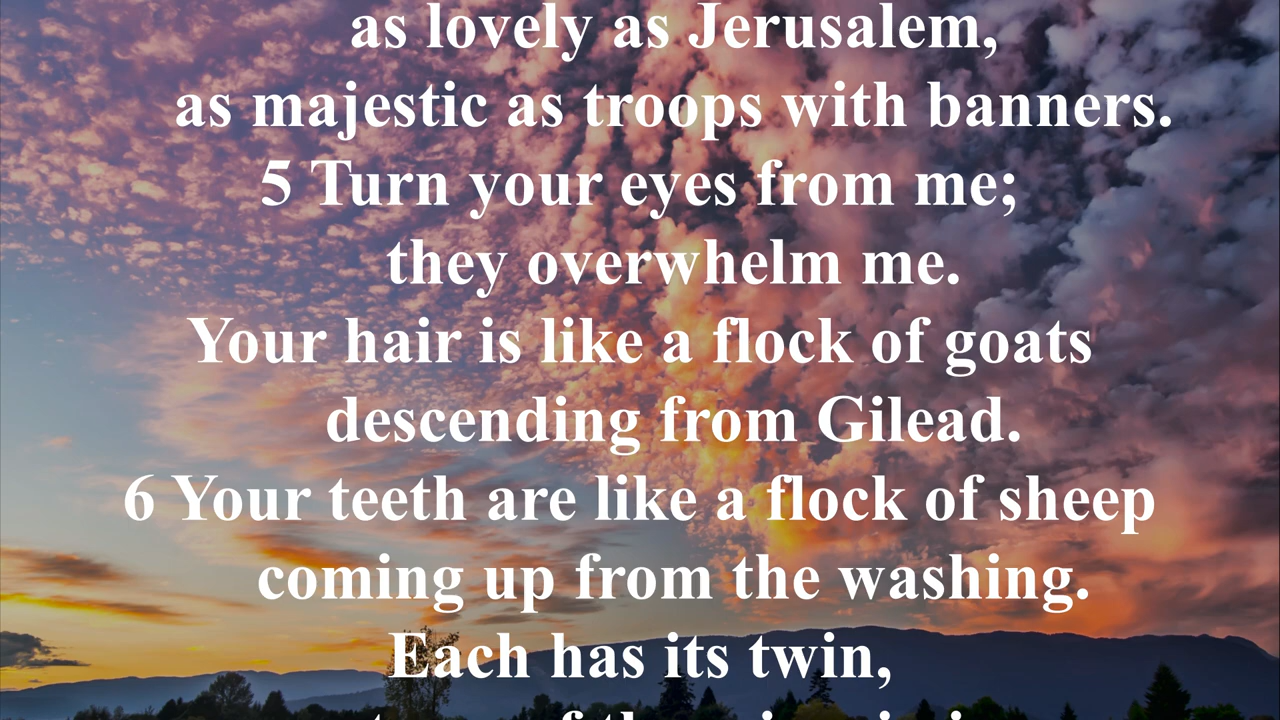 as lovely as Jerusalem,
as majestic as troops with banners.
5 Turn your eyes from me;
they overwhelm me.
Your hair is like a flock of goats
descending from Gilead.
6 Your teeth are like a flock of sheep
coming up from the washing.
Each has its twin,